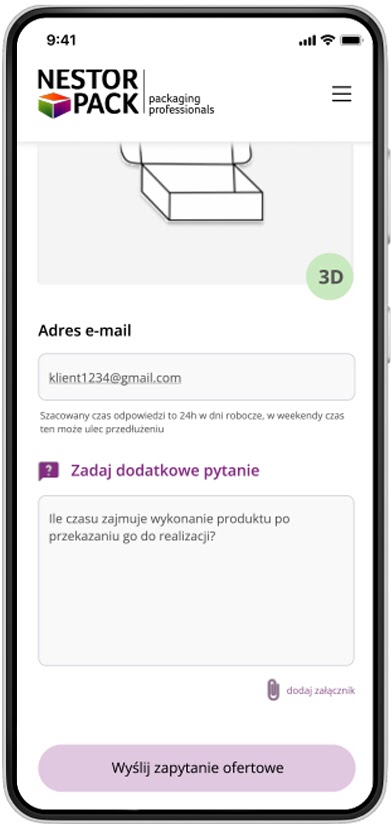 9:41
NESTOR
PACK
packaging
professionals
3D
Adres e-mail
klient1234@gmail.com
Szacowany czas odpowiedzi to 24h w dni robocze, w weekendy czas
ten może ulec przedłużeniu
? Zadaj dodatkowe pytanie
Ile czasu zajmuje wykonanie produktu po
przekazaniu go do realizacji?
dodaj załącznik
Wyślij zapytanie ofertowe